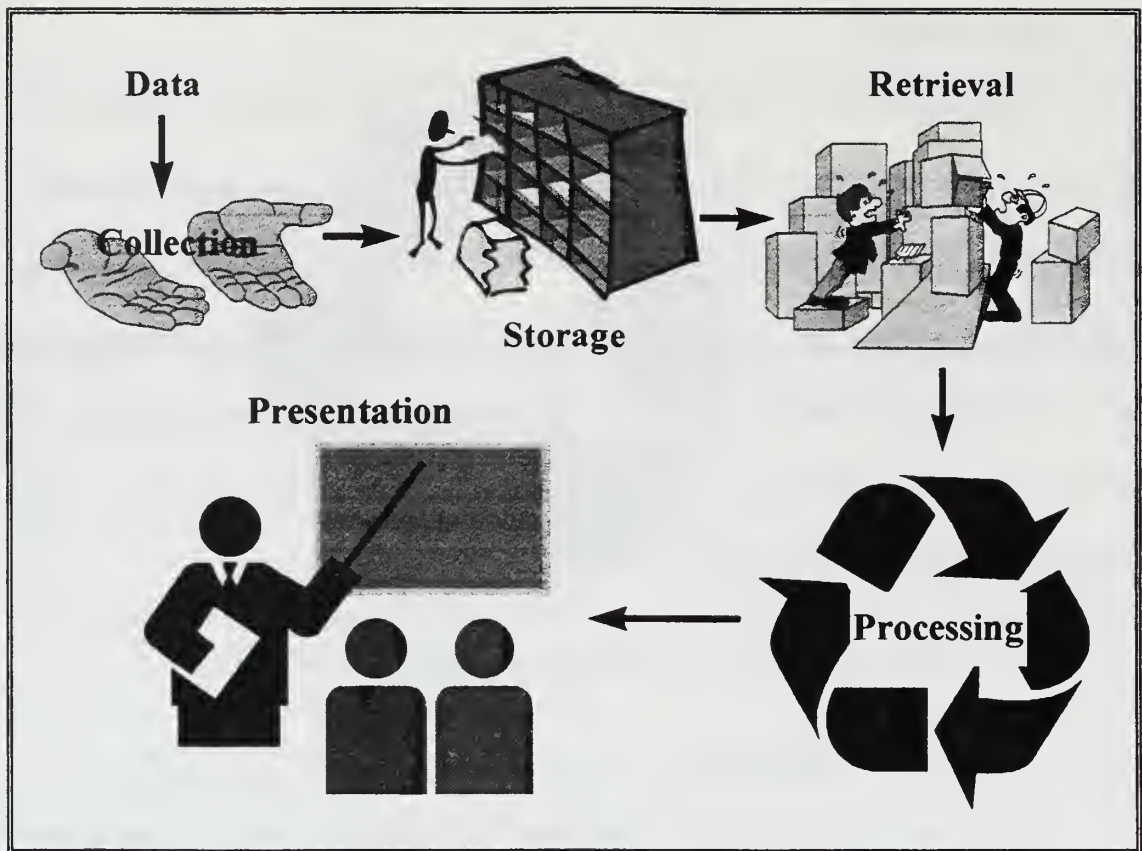 Data
Collection
Storage
Retrieval
Processing
Presentation